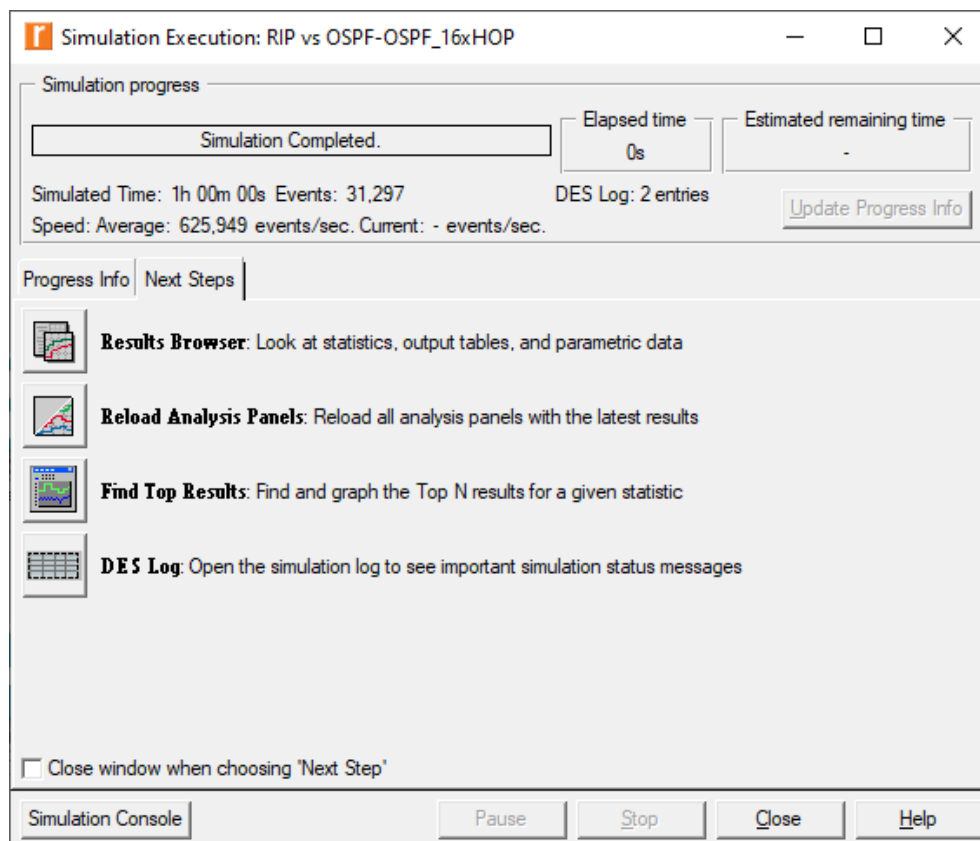 Simulation Execution: RIP vs OSPF-OSPF_16xHOP
Simulation progress
Simulation Completed.
Elapsed time
0s
Estimated remaining time
-
Simulated Time: 1h 00m 00s Events: 31,297
DES Log: 2 entries
Speed: Average: 625,949 events/sec. Current: - events/sec.
Update Progress Info
Progress Info
Next Steps
Results Browser: Look at statistics, output tables, and parametric data
Reload Analysis Panels: Reload all analysis panels with the latest results
Find Top Results: Find and graph the Top N results for a given statistic
DES Log: Open the simulation log to see important simulation status messages
Close window when choosing 'Next Step'
Simulation Console
Pause
Stop
Close
Help